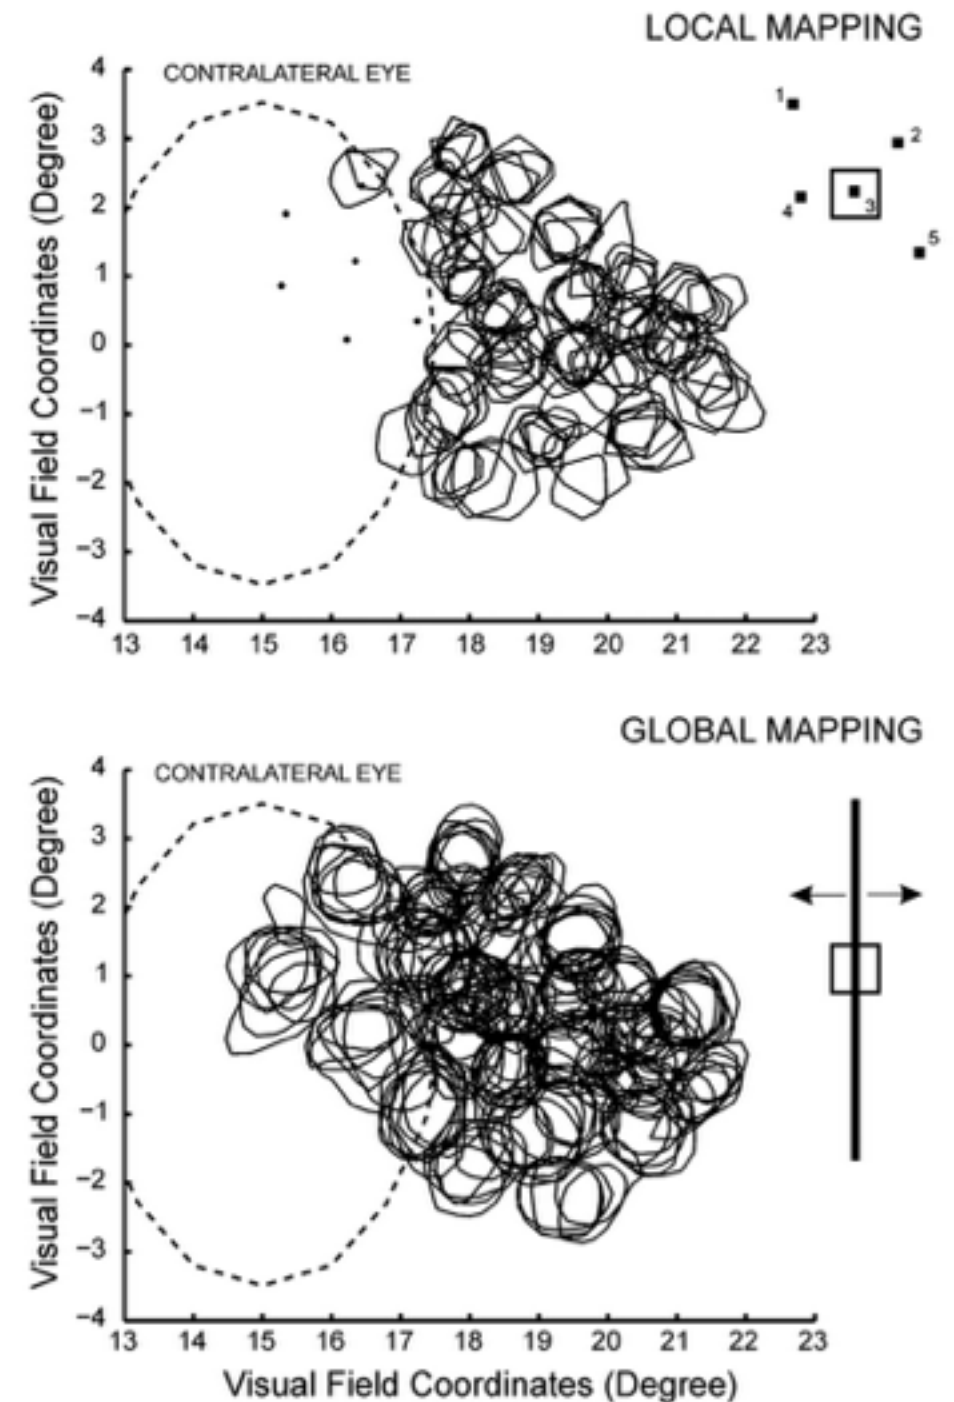 LOCAL MAPPING
CONTRALATERAL EYE
Visual Field Coordinates (Degree)
4
3
2
1
0
−1
−2
−3
−4
13 14 15 16 17 18 19 20 21 22 23
1
2
3
4
5
GLOBAL MAPPING
CONTRALATERAL EYE
Visual Field Coordinates (Degree)
4
3
2
1
0
−1
−2
−3
−4
13 14 15 16 17 18 19 20 21 22 23
Visual Field Coordinates (Degree)